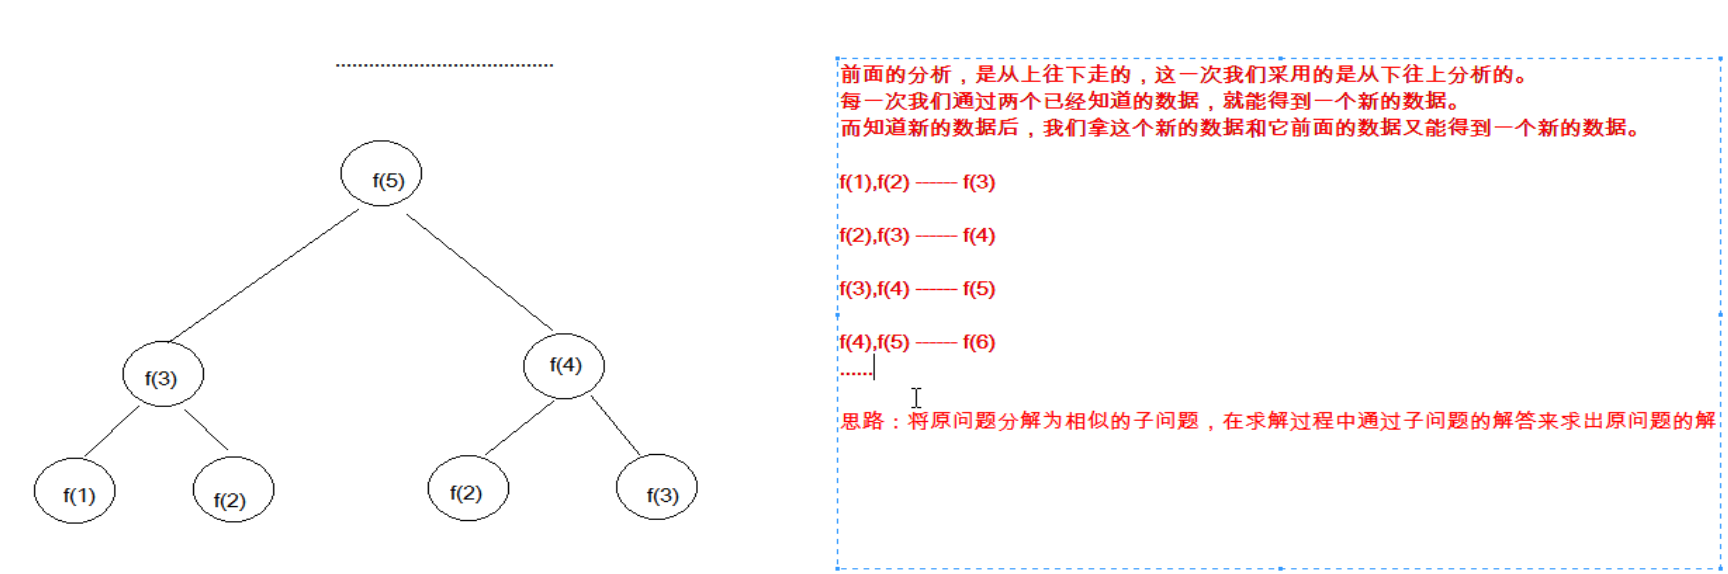 ....................................
f(5)
f(3)
f(4)
f(1)
f(2)
f(2)
f(3)
前面的分析，是从上往下走的，这一次我们采用的是从下往上分析的。
每一次我们通过两个已经知道的数据，就能得到一个新的数据。
而知道新的数据后，我们拿这个新的数据和它前面的数据又能得到一个新的数据。
f(1),f(2) ------ f(3)
f(2),f(3) ------ f(4)
f(3),f(4) ------ f(5)
f(4),f(5) ------ f(6)
......
思路：将原问题分解为相似的子问题，在求解过程中通过子问题的解答来求出原问题的解